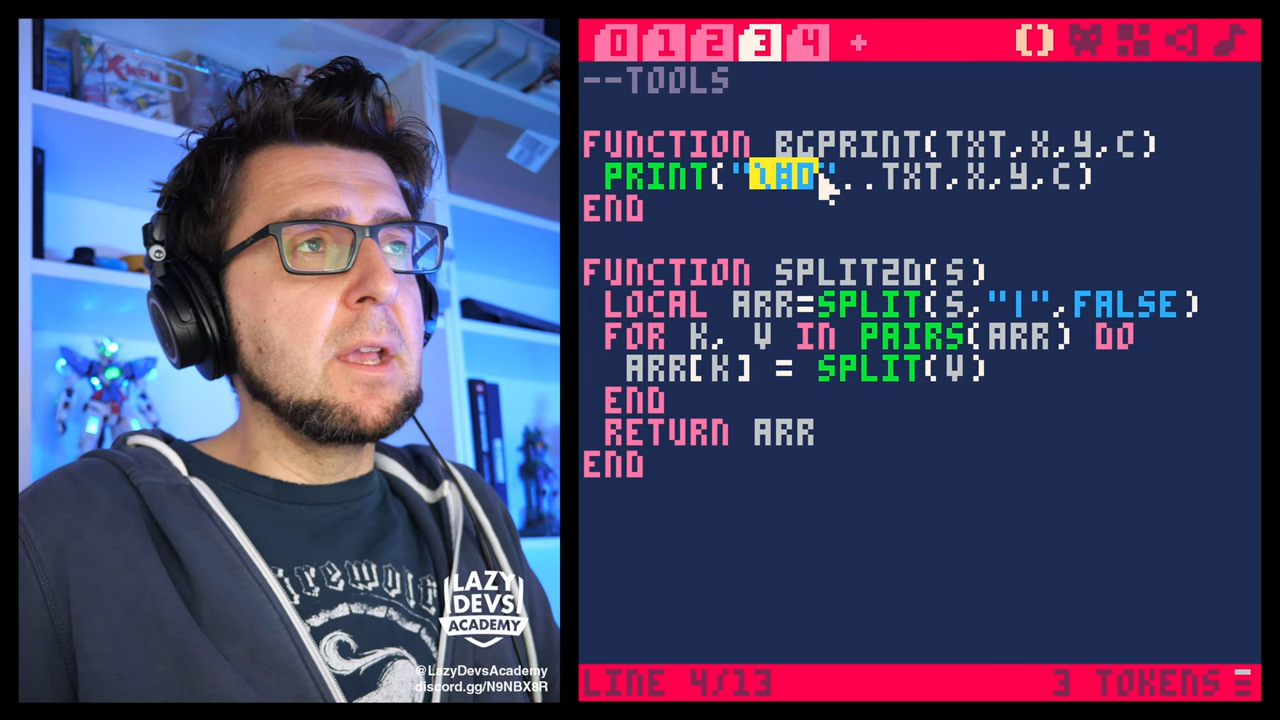 0 1 2 3 4 +
--TOOLS
FUNCTION BGPRINT(TXT,X,Y,C)
PRINT("\#0"..TXT,X,Y,C)
END
FUNCTION SPLIT2D(S)
LOCAL ARR=SPLIT(S,"|",FALSE)
FOR K, V IN PAIRS(ARR) DO
ARR[K] = SPLIT(V)
END
RETURN ARR
END
LINE 4/13
3 TOKENS
LAZY
DEVS
ACADEMY
@LazyDevsAcademy
discord.gg/N9NBX8R